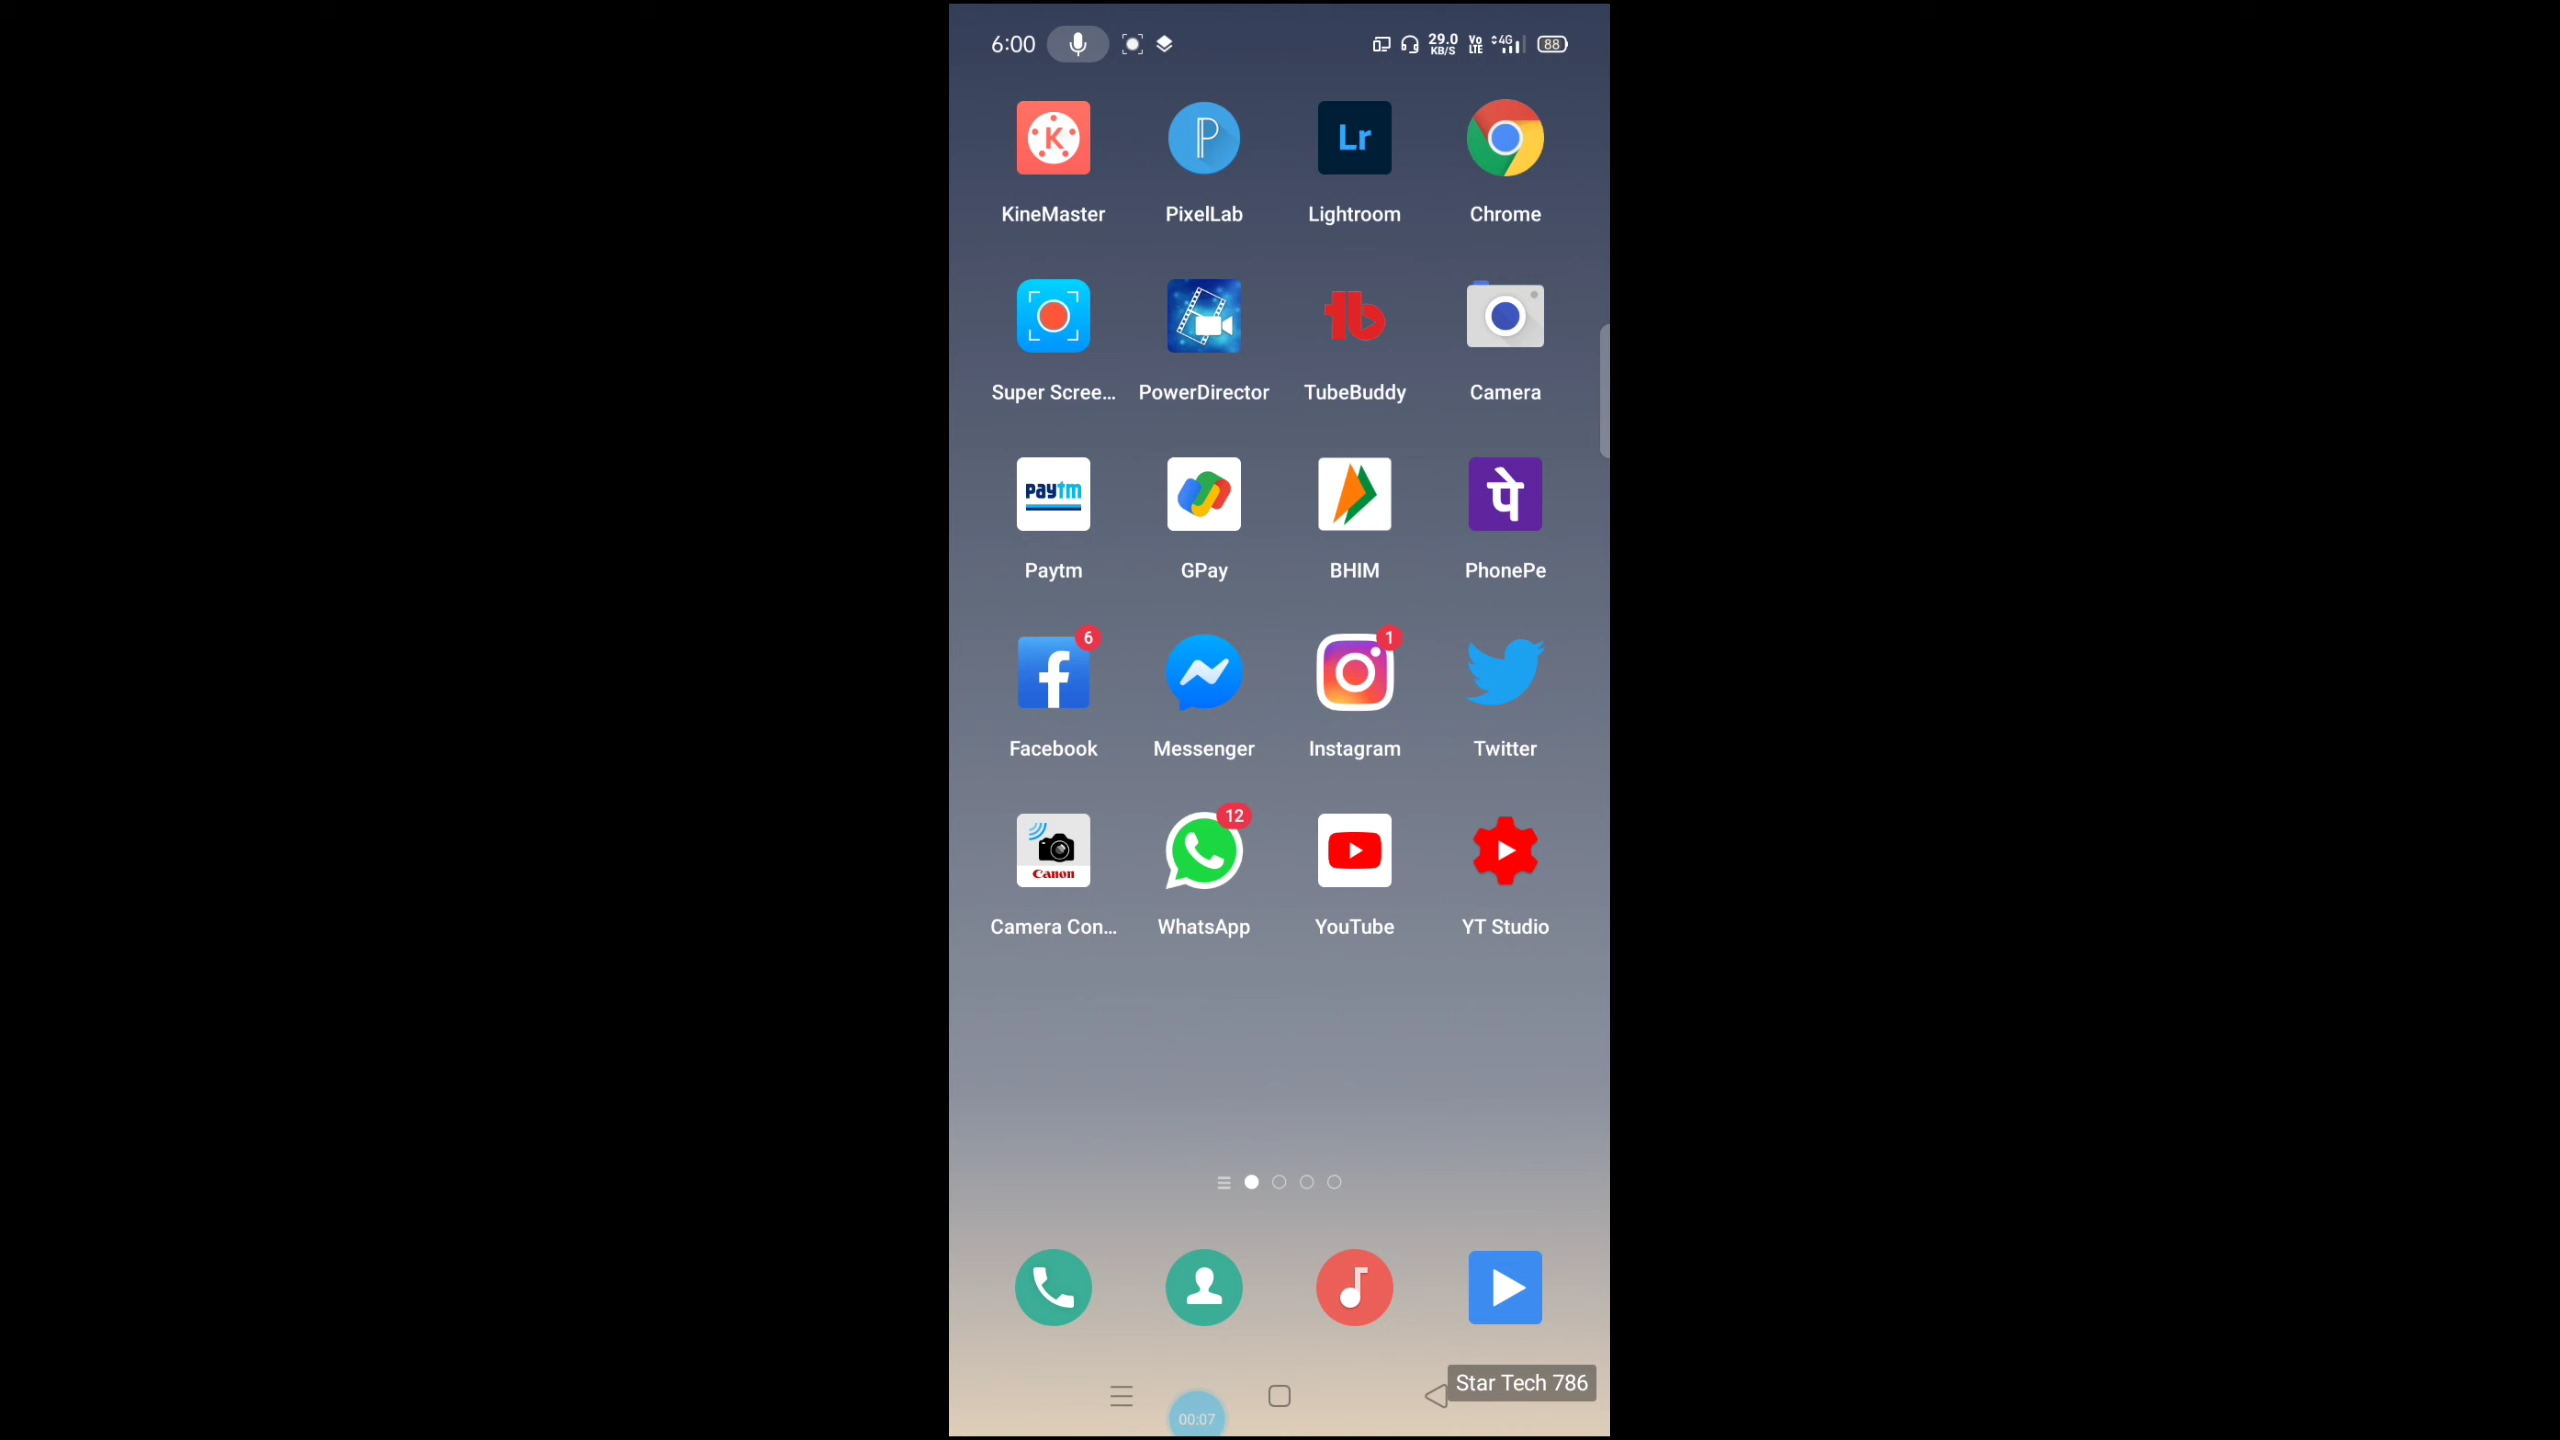 6:00 29.0 KB/S Vo LTE 4G 88
K P Lr
KineMaster PixelLab Lightroom Chrome
tb
Super Scree... PowerDirector TubeBuddy Camera
paytm पे
Paytm GPay BHIM PhonePe
6 1
f
Facebook Messenger Instagram Twitter
12
Canon
Camera Con... WhatsApp YouTube YT Studio
Star Tech 786
00:07